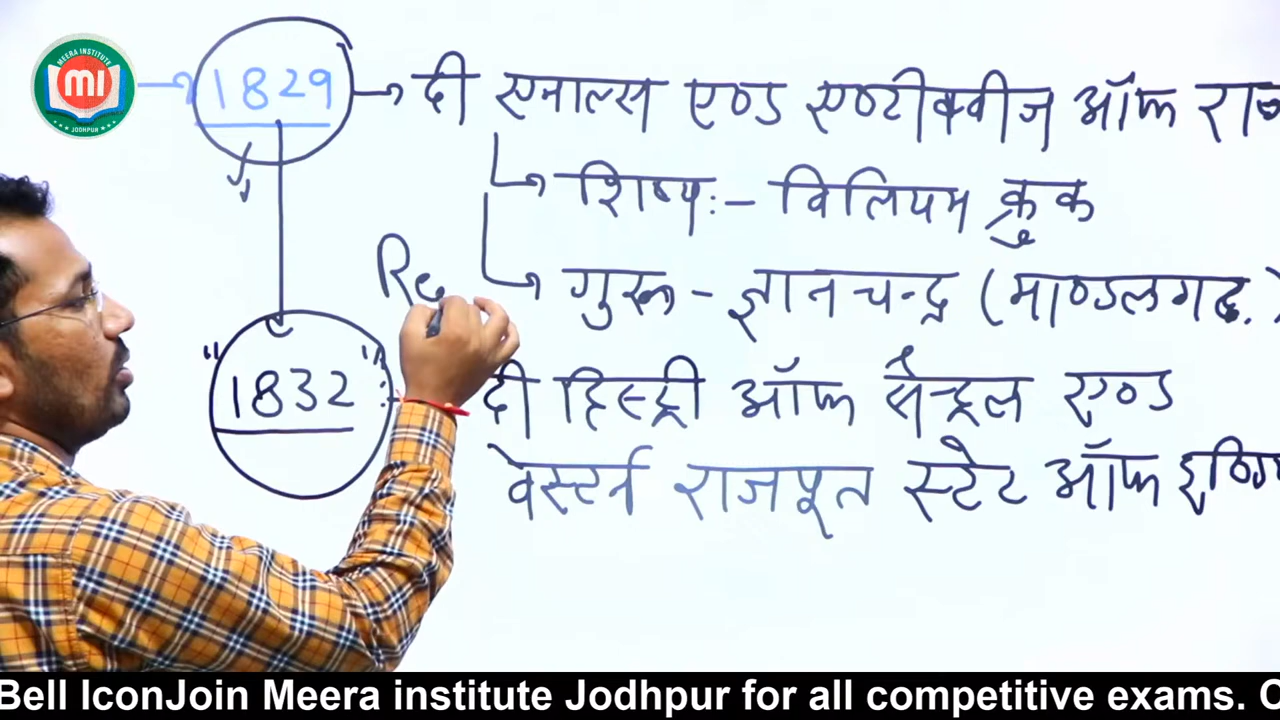 MEERA INSTITUTE
MI
JODHPUR
1829 → दी एनाल्स एण्ड एण्टीक्वीज ऑफ राज
शिष्य:- विलियम क्रुक
Re
गुरू - ज्ञानचन्द्र (माण्डलगढ.)
"1832" :- दी हिस्ट्री ऑफ सैन्ट्रल एण्ड
वेस्टर्न राजपूत स्टेट ऑफ इण्डि
Bell IconJoin Meera institute Jodhpur for all competitive exams. C